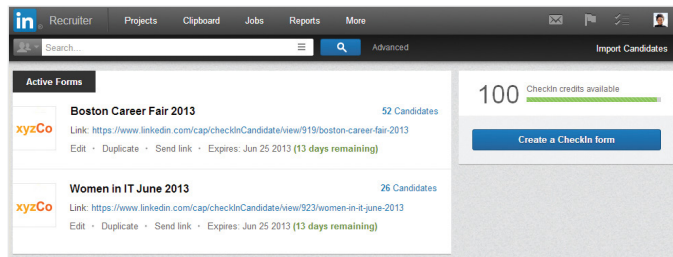 in Recruiter Projects Clipboard Jobs Reports More
Search... Advanced Import Candidates
Active Forms
100 CheckIn credits available
Create a CheckIn form
xyzCo
Boston Career Fair 2013 52 Candidates
Link: https://www.linkedin.com/cap/checkInCandidate/view/919/boston-career-fair-2013
Edit • Duplicate • Send link • Expires: Jun 25 2013 (13 days remaining)
xyzCo
Women in IT June 2013 26 Candidates
Link: https://www.linkedin.com/cap/checkInCandidate/view/923/women-in-it-june-2013
Edit • Duplicate • Send link • Expires: Jun 25 2013 (13 days remaining)